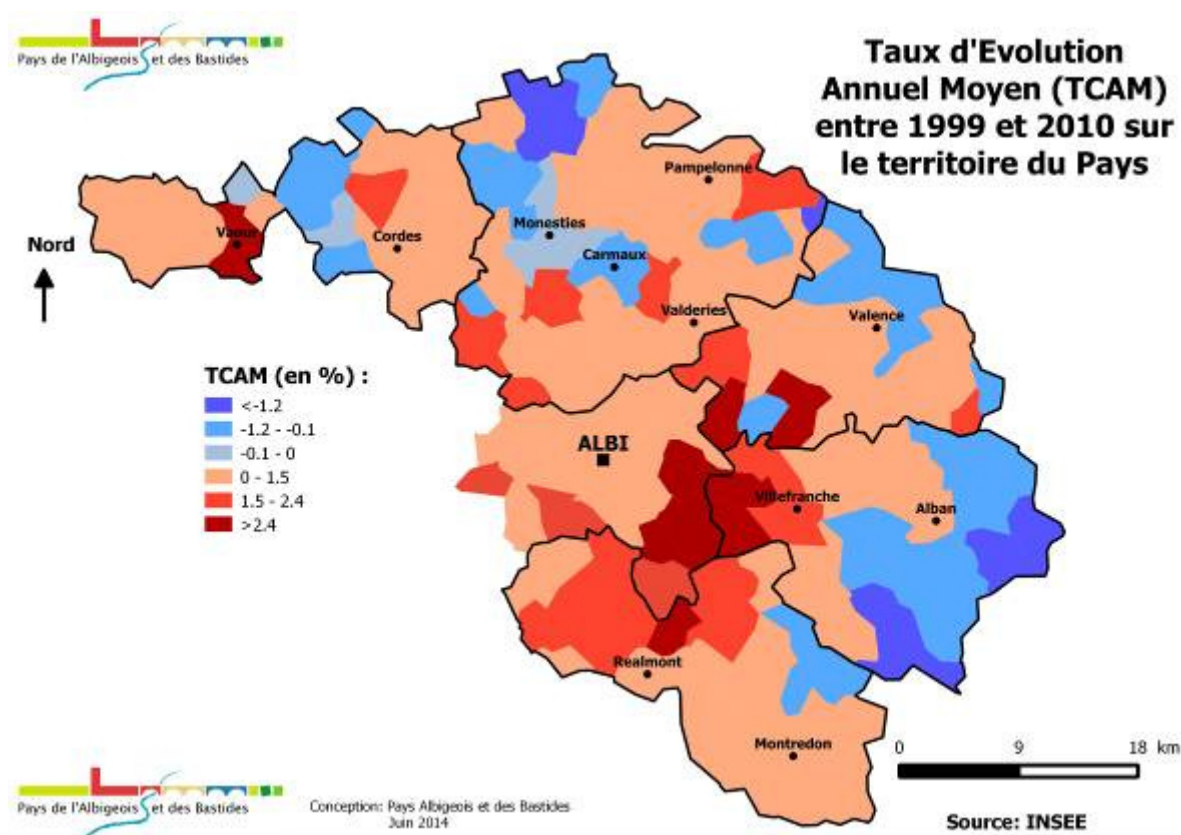 Pays de l'Albigeois et des Bastides
Taux d'Evolution
Annuel Moyen (TCAM)
entre 1999 et 2010 sur
le territoire du Pays
Pampelonne
Nord
Vaour
Cordes
Monesties
Carmaux
Valderies
Valence
TCAM (en %) :
<-1.2
-1.2 - -0.1
-0.1 - 0
0 - 1.5
1.5 - 2.4
>2.4
ALBI
Villefranche
Alban
Realmont
Montredon
0 9 18 km
Pays de l'Albigeois et des Bastides
Conception: Pays Albigeois et des Bastides
Juin 2014
Source: INSEE